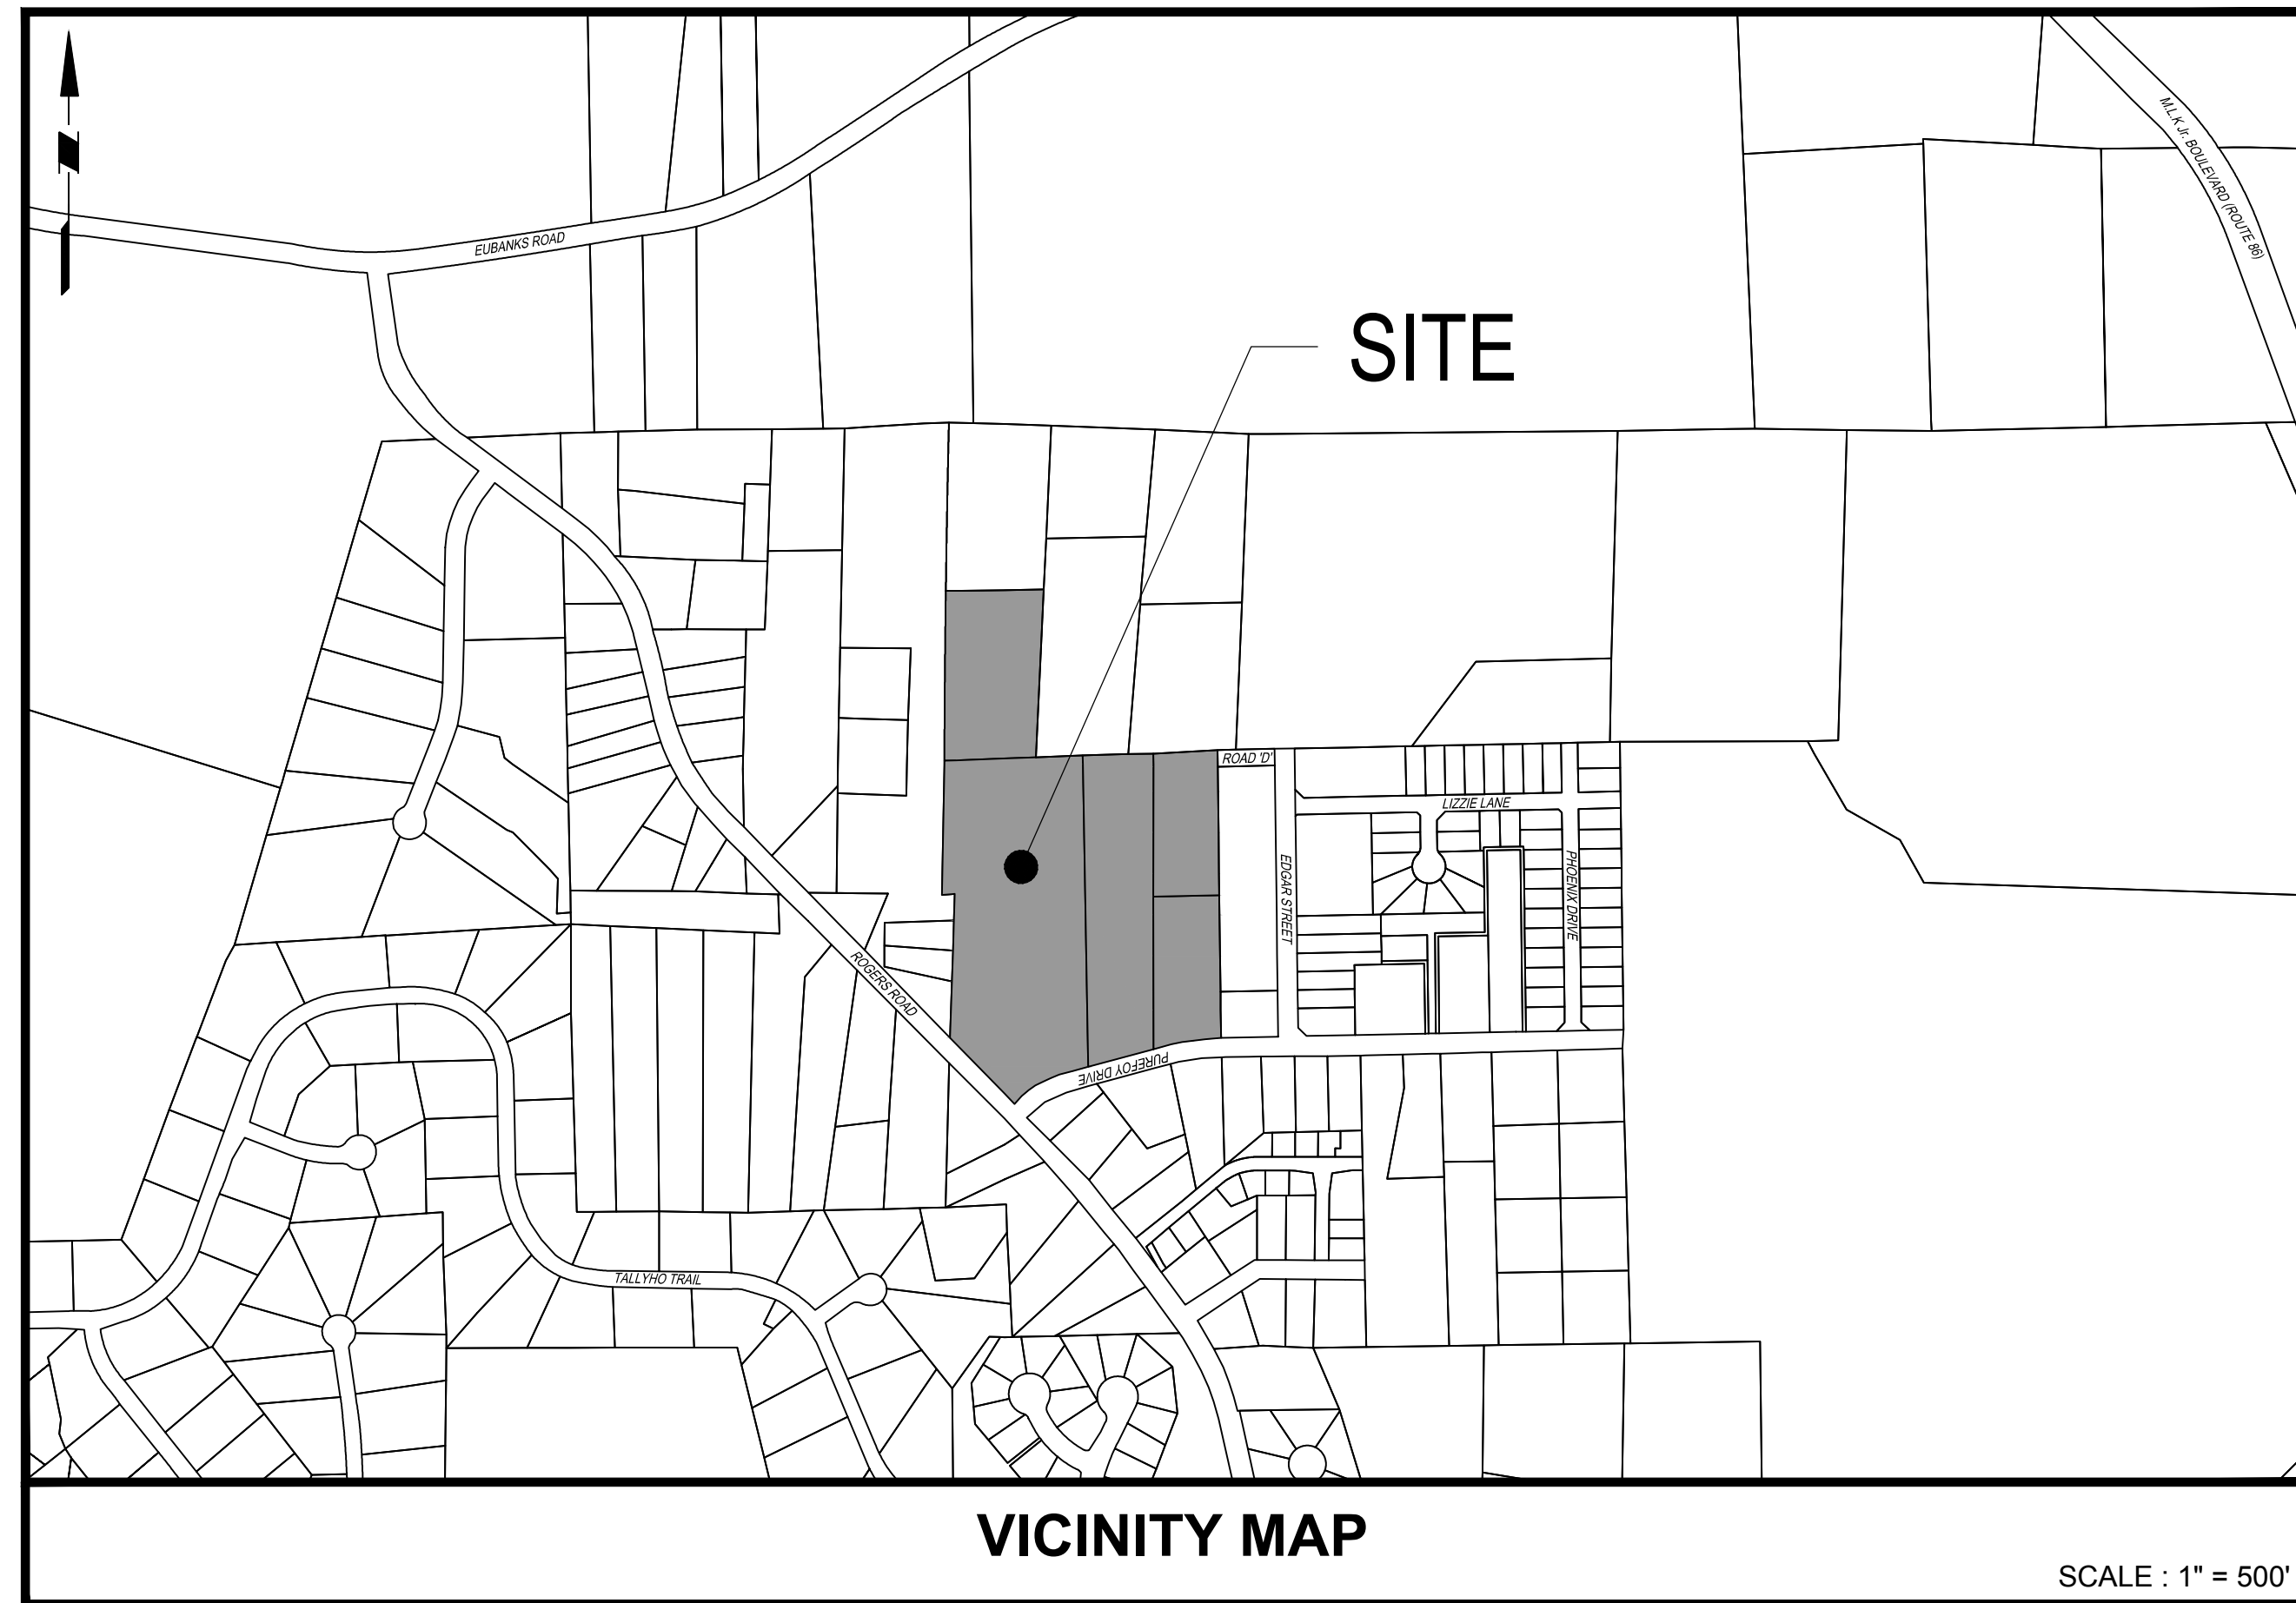 M.L.K Jr. BOULEVARD (ROUTE 86)
N
EUBANKS ROAD
SITE
ROAD 'D'
LIZZIE LANE
EDGAR STREET
PHOENIX DRIVE
ROGERS ROAD
PUREFOY DRIVE
TALLYHO TRAIL
VICINITY MAP
SCALE : 1" = 500'